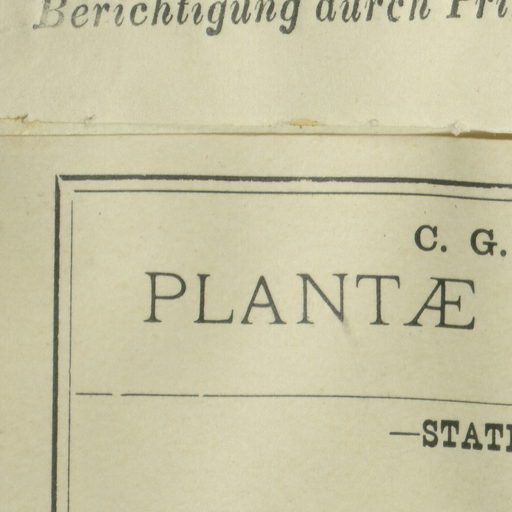 Berichtigung durch
C. G.
PLANTÆ
—STAT